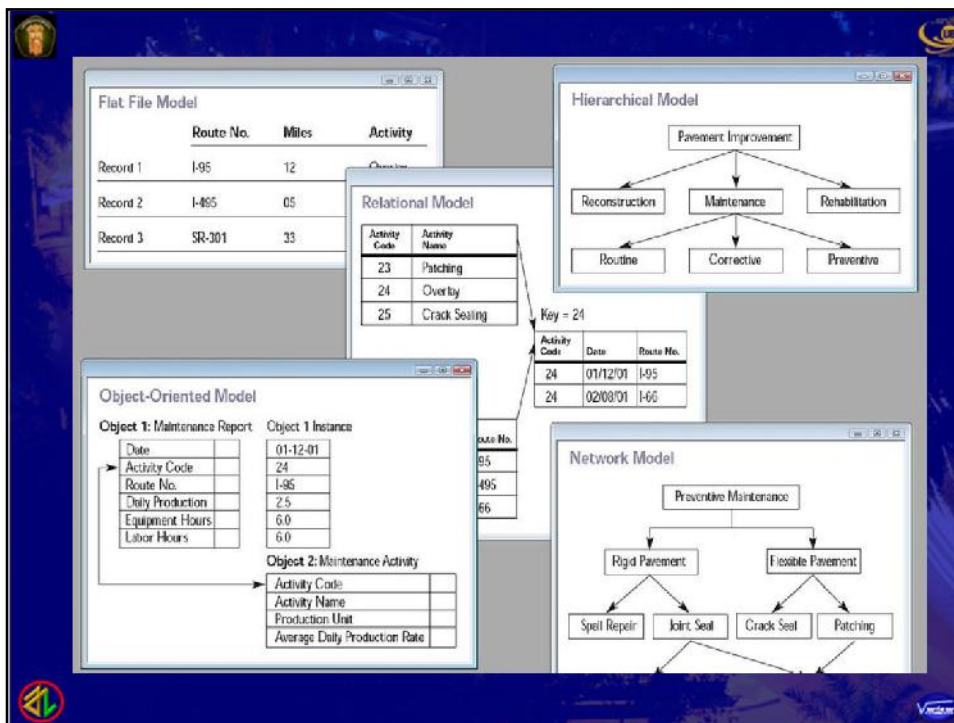 Flat File Model
Route No. Miles Activity
Record 1 I-95 12
Record 2 I-495 05
Record 3 SR-301 33
Hierarchical Model
Pavement Improvement
Reconstruction Maintenance Rehabilitation
Routine Corrective Preventive
Relational Model
Activity Code Activity Name
23 Patching
24 Overlay
25 Crack Sealing
Key = 24
Activity Code Date Route No.
24 01/12/01 I-95
24 02/08/01 I-66
Route No.
95
495
66
Object-Oriented Model
Object 1: Maintenance Report Object 1 Instance
Date 01-12-01
Activity Code 24
Route No. I-95
Daily Production 2.5
Equipment Hours 6.0
Labor Hours 6.0
Object 2: Maintenance Activity
Activity Code
Activity Name
Production Unit
Average Daily Production Rate
Network Model
Preventive Maintenance
Rigid Pavement Flexible Pavement
Spell Repair Joint Seal Crack Seal Patching